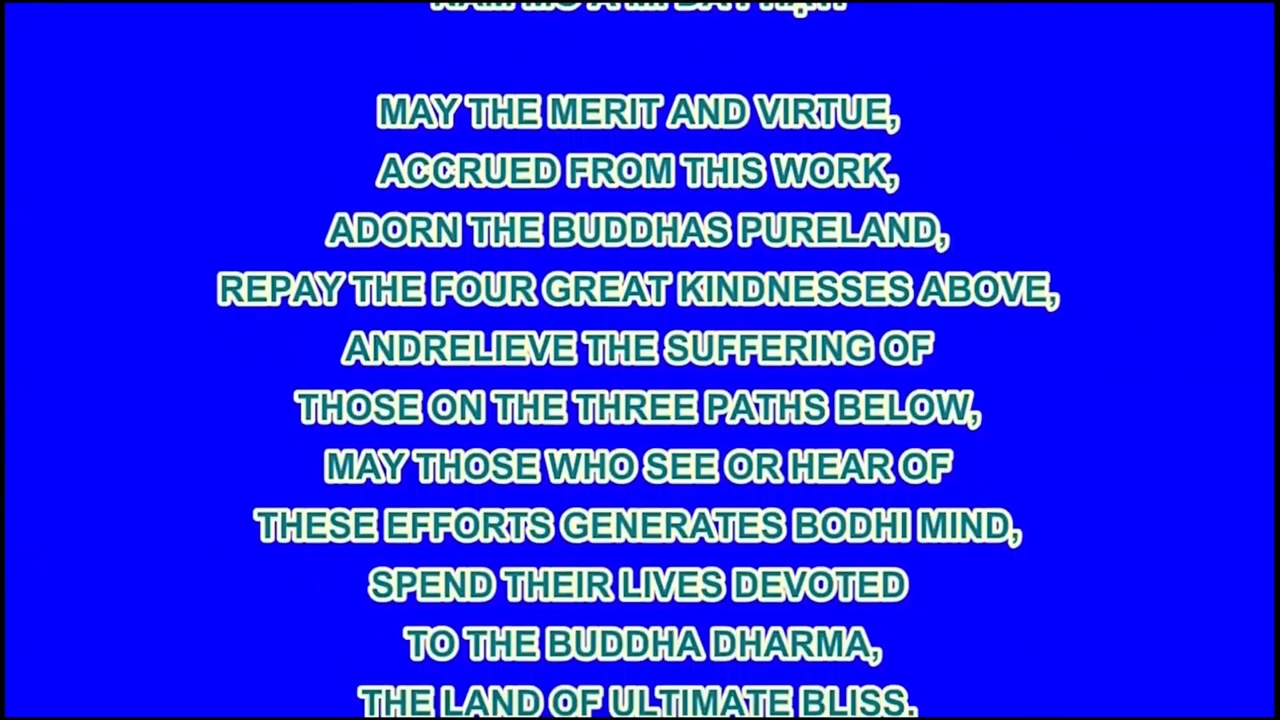 MAY THE MERIT AND VIRTUE,
ACCRUED FROM THIS WORK,
ADORN THE BUDDHAS PURELAND,
REPAY THE FOUR GREAT KINDNESSES ABOVE,
ANDRELIEVE THE SUFFERING OF
THOSE ON THE THREE PATHS BELOW,
MAY THOSE WHO SEE OR HEAR OF
THESE EFFORTS GENERATES BODHI MIND,
SPEND THEIR LIVES DEVOTED
TO THE BUDDHA DHARMA,
THE LAND OF ULTIMATE BLISS.